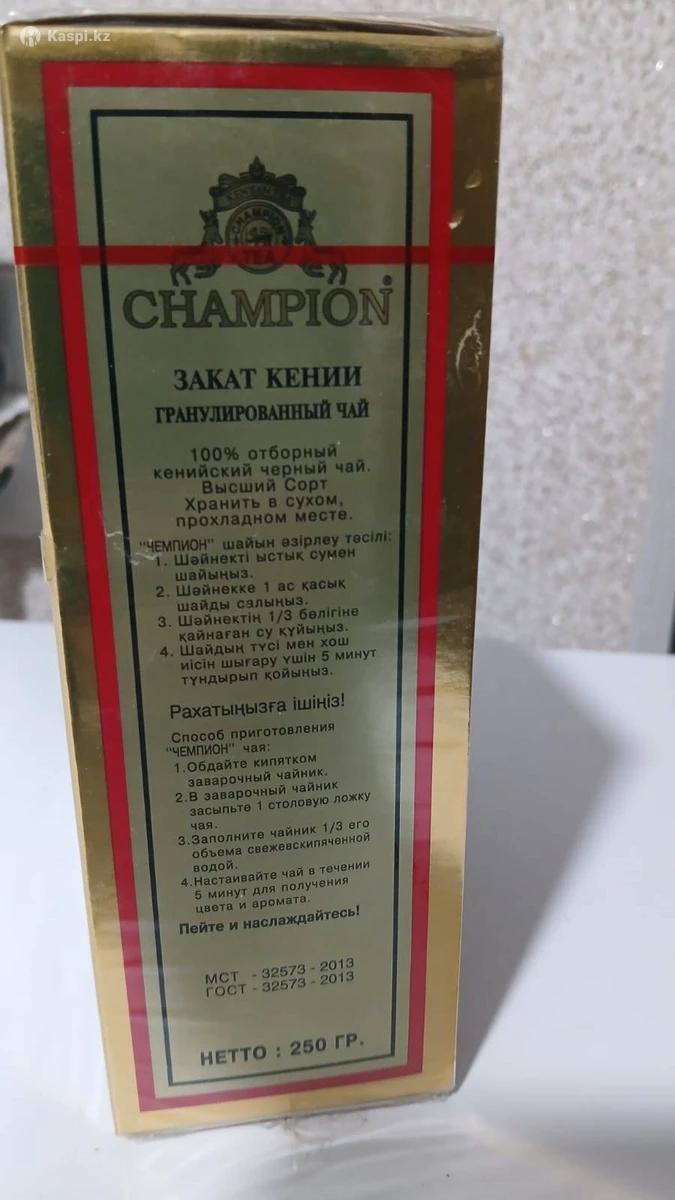 Kaspi.kz
CHAMPION
TEA
CHAMPION®
ЗАКАТ КЕНИИ
ГРАНУЛИРОВАННЫЙ ЧАЙ
100% отборный
кенийский черный чай.
Высший Сорт
Хранить в сухом,
прохладном месте.
"ЧЕМПИОН" шайын әзірлеу тәсілі:
1. Шәйнекті ыстық сумен
шайыңыз.
2. Шәйнекке 1 ас қасық
шайды салыңыз.
3. Шәйнектің 1/3 бөлігіне
қайнаған су құйыңыз.
4. Шайдың түсі мен хош
иісін шығару үшін 5 минут
тұндырып қойыңыз.
Рахатыңызға ішіңіз!
Способ приготовления
"ЧЕМПИОН" чая:
1.Обдайте кипятком
заварочный чайник.
2.В заварочный чайник
засыпьте 1 столовую ложку
чая.
3.Заполните чайник 1/3 его
объема свежевскипяченной
водой.
4.Настаивайте чай в течении
5 минут для получения
цвета и аромата.
Пейте и наслаждайтесь!
МСТ - 32573 - 2013
ГОСТ - 32573 - 2013
НЕТТО : 250 ГР.